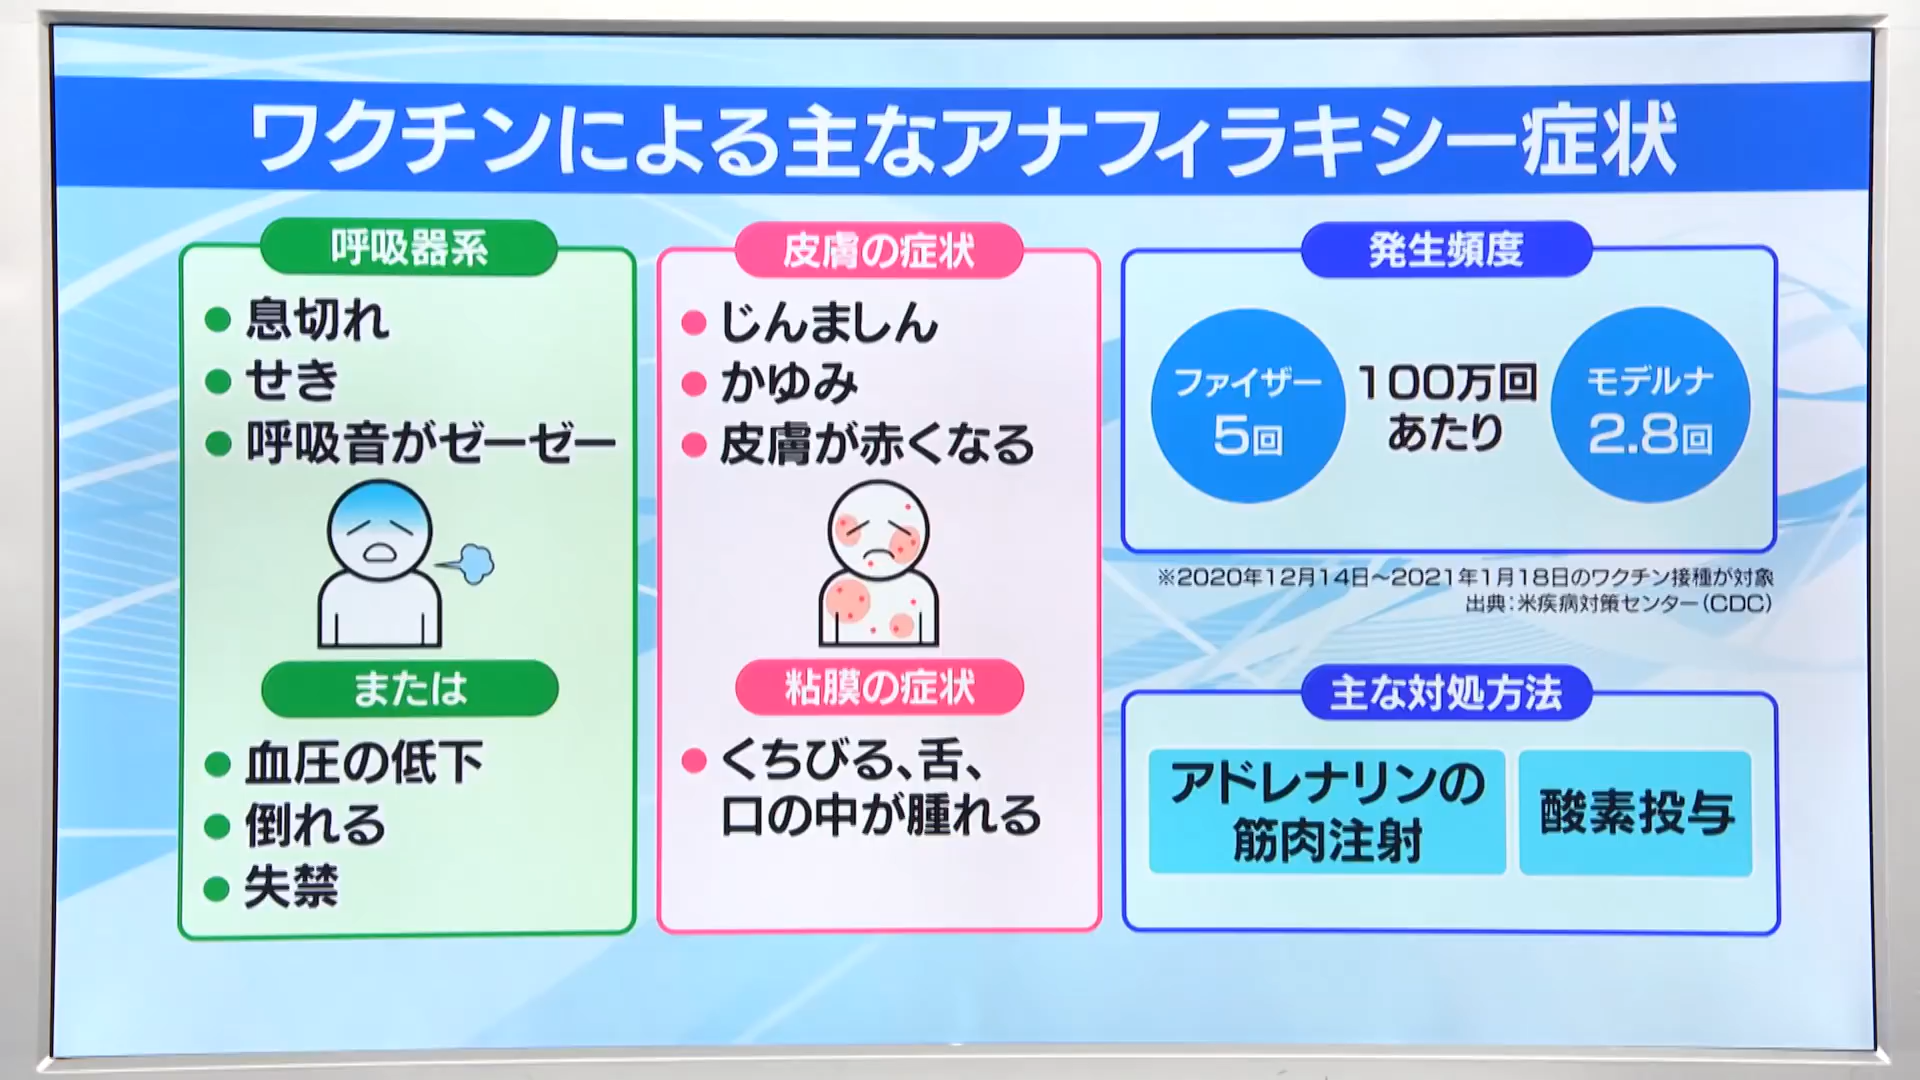 ワクチンによる主なアナフィラキシー症状
呼吸器系
息切れ
せき
呼吸音がゼーゼー
または
血圧の低下
倒れる
失禁
皮膚の症状
じんましん
かゆみ
皮膚が赤くなる
粘膜の症状
くちびる、舌、
口の中が腫れる
発生頻度
ファイザー
5回
100万回
あたり
モデルナ
2.8回
※2020年12月14日〜2021年1月18日のワクチン接種が対象
出典:米疾病対策センター(CDC)
主な対処方法
アドレナリンの
筋肉注射
酸素投与